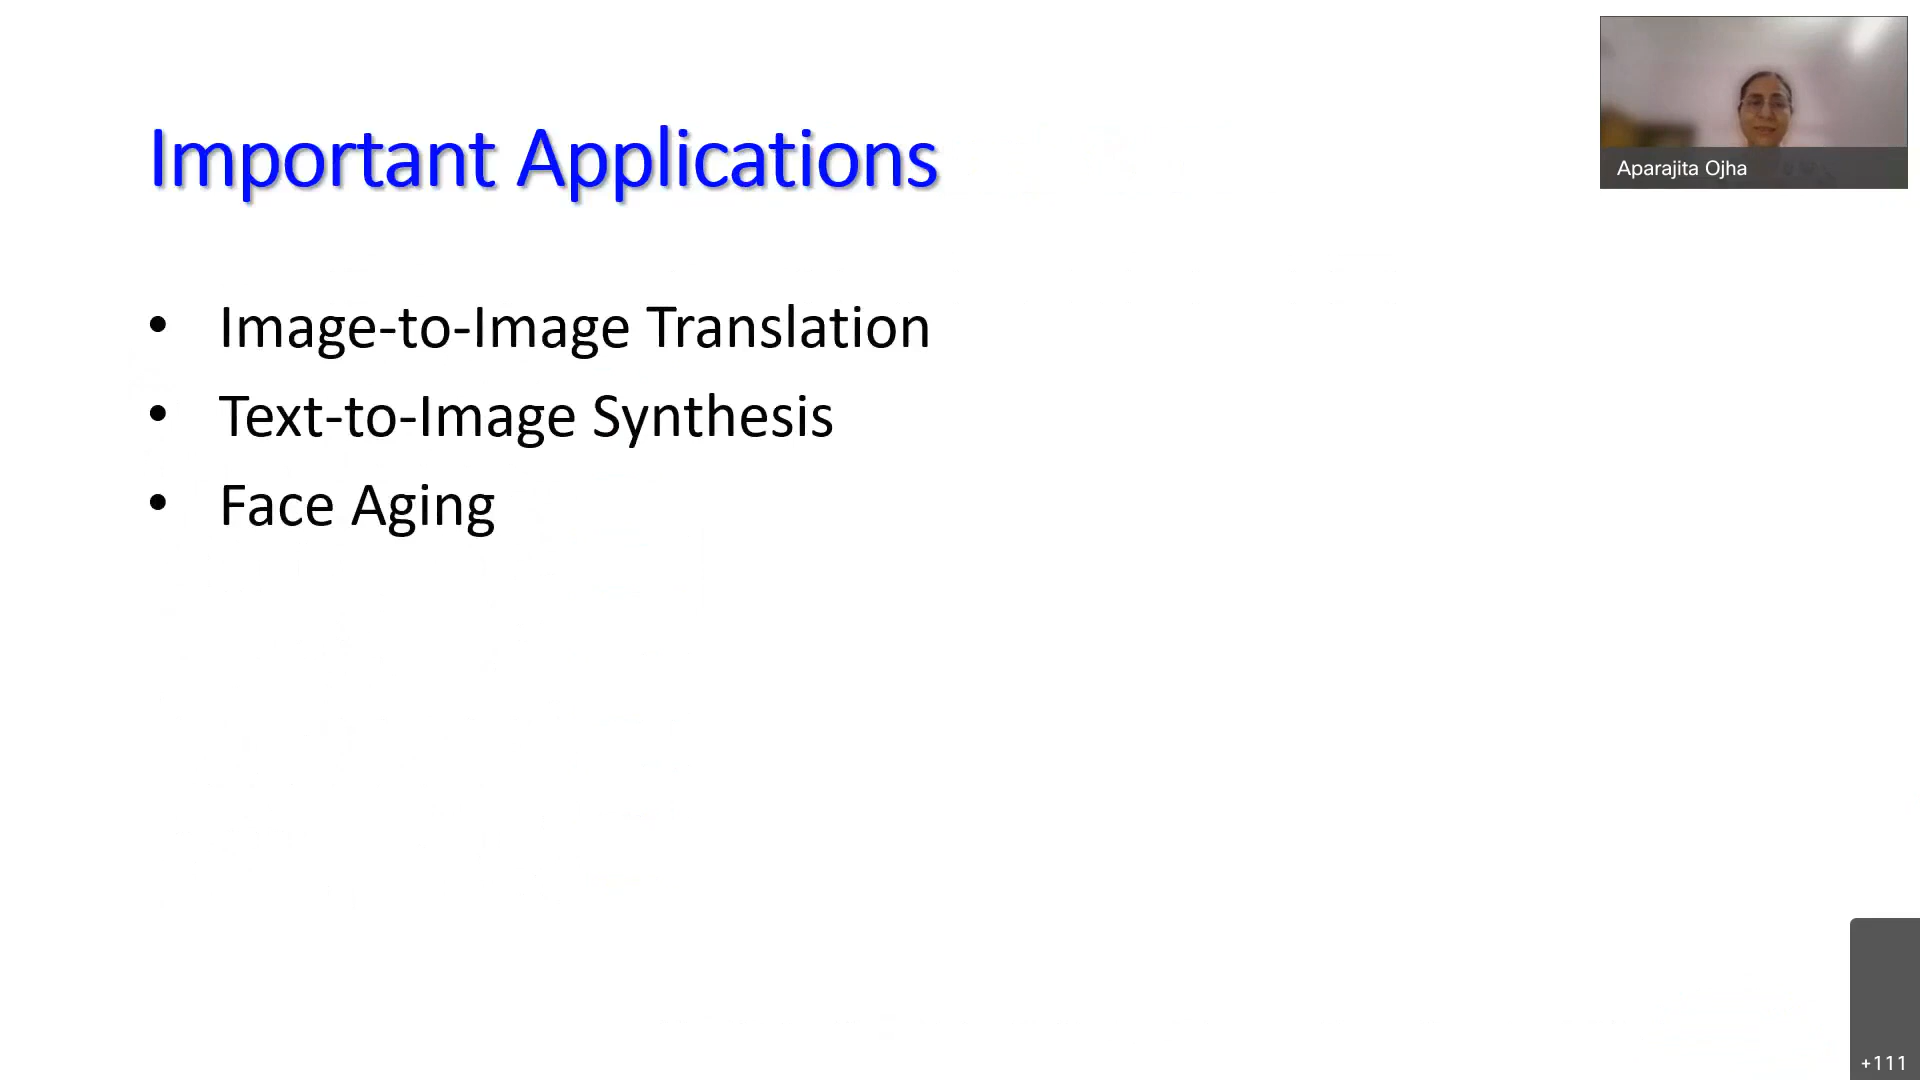 Important Applications
Aparajita Ojha
• Image-to-Image Translation
• Text-to-Image Synthesis
• Face Aging
+111